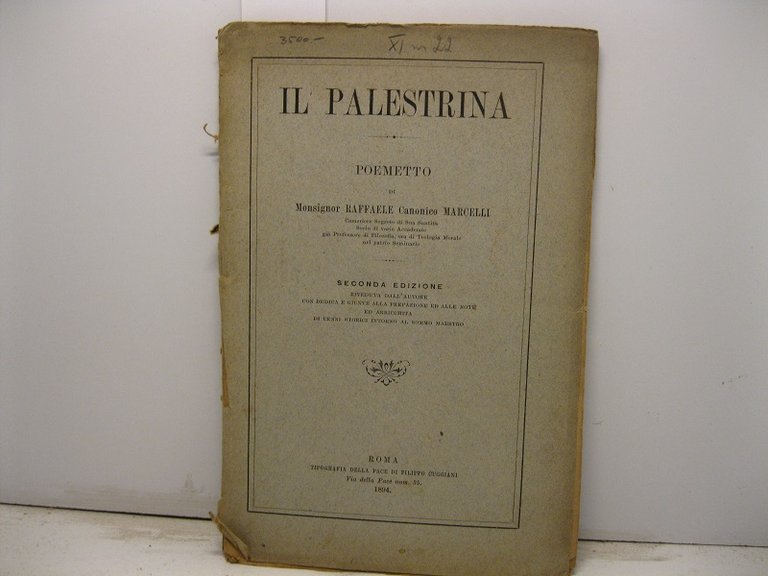 3500.-
XI m 22
IL PALESTRINA
POEMETTO
DI
Monsignor RAFFAELE Canonico MARCELLI
Cameriere Segreto di Sua Santità
Socio di varie Accademie
già Professore di Filosofia, ora di Teologia Morale
nel patrio Seminario
SECONDA EDIZIONE
RIVEDUTA DALL'AUTORE
CON DEDICA E GIUNTE ALLA PREFAZIONE ED ALLE NOTE
ED ARRICCHITA
DI CENNI STORICI INTORNO AL SOMMO MAESTRO
ROMA
TIPOGRAFIA DELLA PACE DI FILIPPO CUGGIANI
Via della Pace num. 35.
1894.